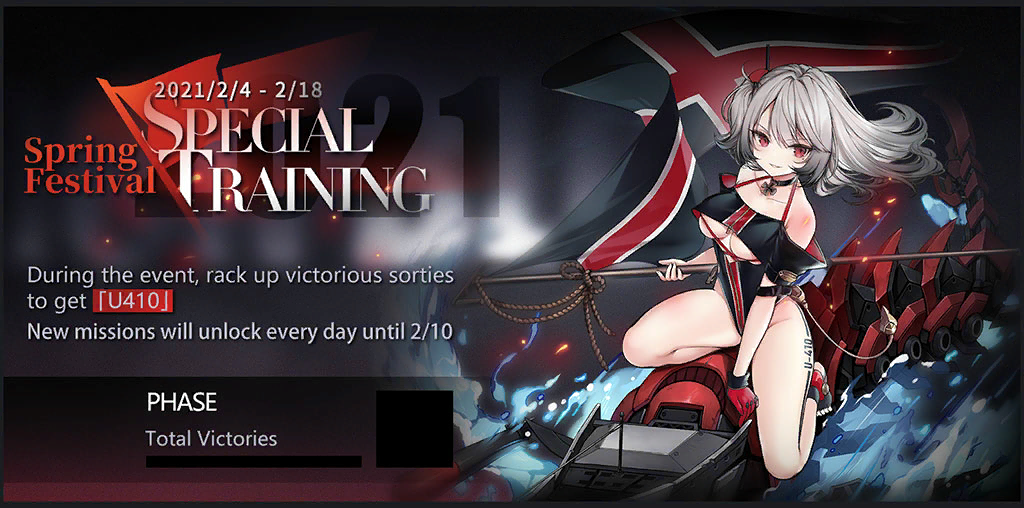 2021/2/4 - 2/18
SPECIAL
TRAINING
Spring
Festival
2021
During the event, rack up victorious sorties
to get「U410」
New missions will unlock every day until 2/10
PHASE
Total Victories
U-410